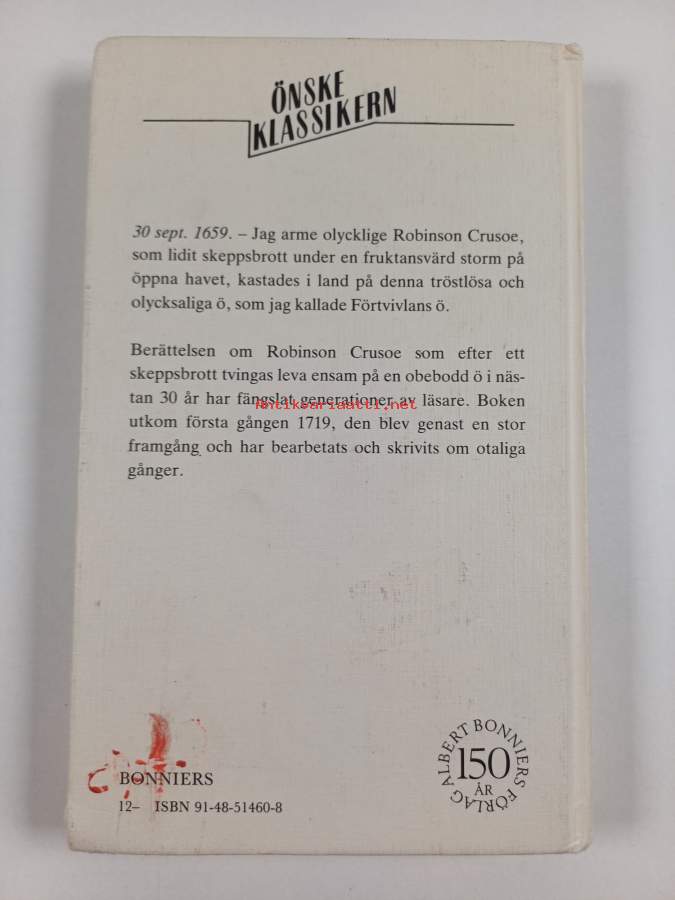 ÖNSKE
KLASSIKERN
30 sept. 1659. – Jag arme olycklige Robinson Crusoe,
som lidit skeppsbrott under en fruktansvärd storm på
öppna havet, kastades i land på denna tröstlösa och
olycksaliga ö, som jag kallade Förtvivlans ö.
Berättelsen om Robinson Crusoe som efter ett
skeppsbrott tvingas leva ensam på en obebodd ö i näs-
tan 30 år har fängslat generationer av läsare. Boken
Antikvariaatti.net
utkom första gången 1719, den blev genast en stor
framgång och har bearbetats och skrivits om otaliga
gånger.
ALBERT BONNIERS FÖRLAG
150
ÅR
BONNIERS
12– ISBN 91-48-51460-8